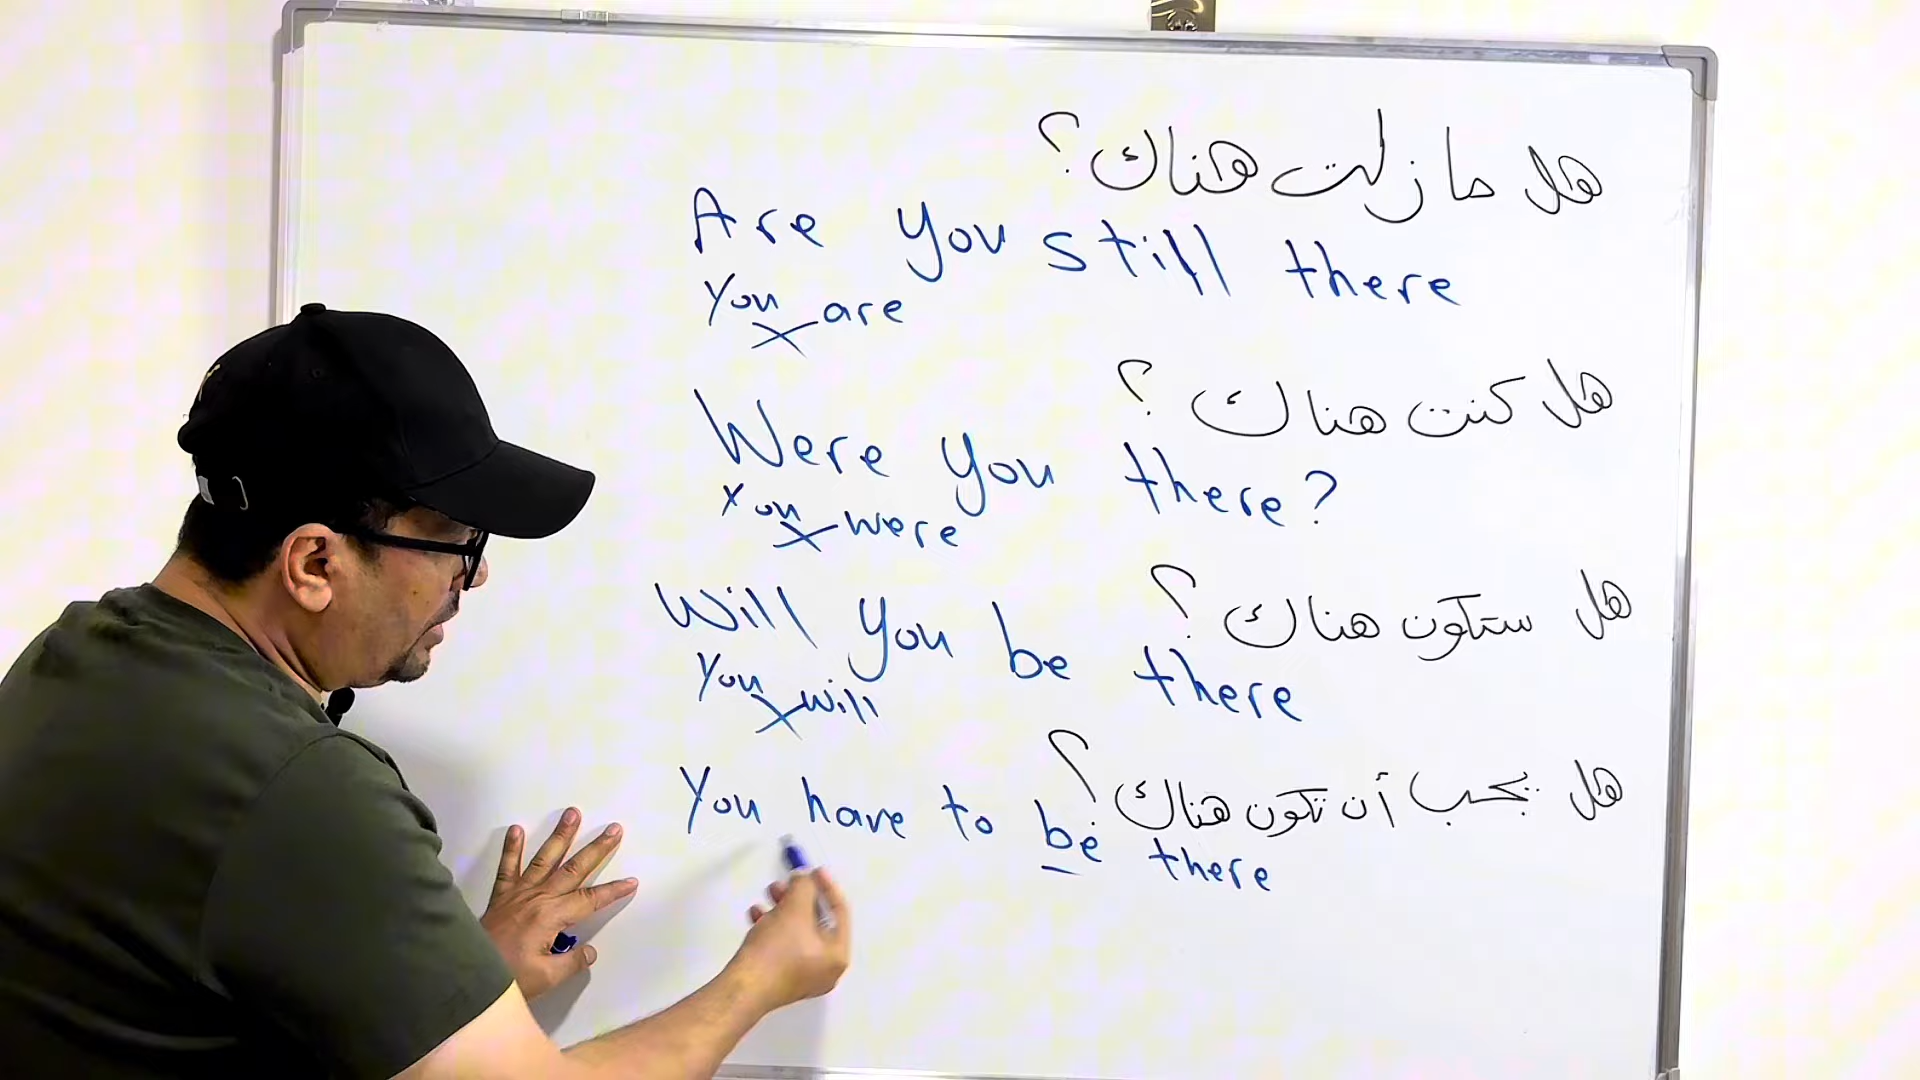 هل ما زلت هناك؟
Are you still there
You are
هل كنت هناك؟
Were you there?
You were
هل ستكون هناك؟
Will you be there
You will
هل يجب أن تكون هناك؟
You have to be there